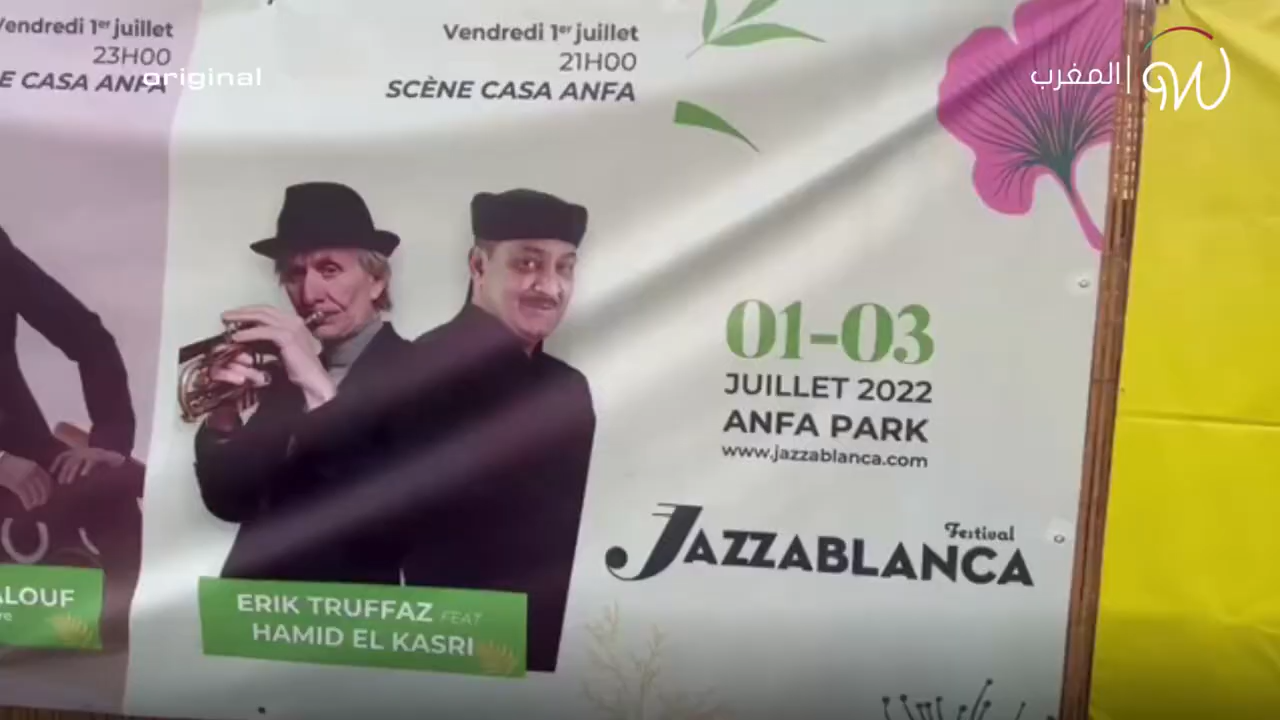 Vendredi 1er juillet
23H00
E CASA ANFA
original
Vendredi 1er juillet
21H00
SCÈNE CASA ANFA
المغرب
01-03
JUILLET 2022
ANFA PARK
www.jazzablanca.com
Festival
JAZZABLANCA
ALOUF
re
ERIK TRUFFAZ FEAT
HAMID EL KASRI